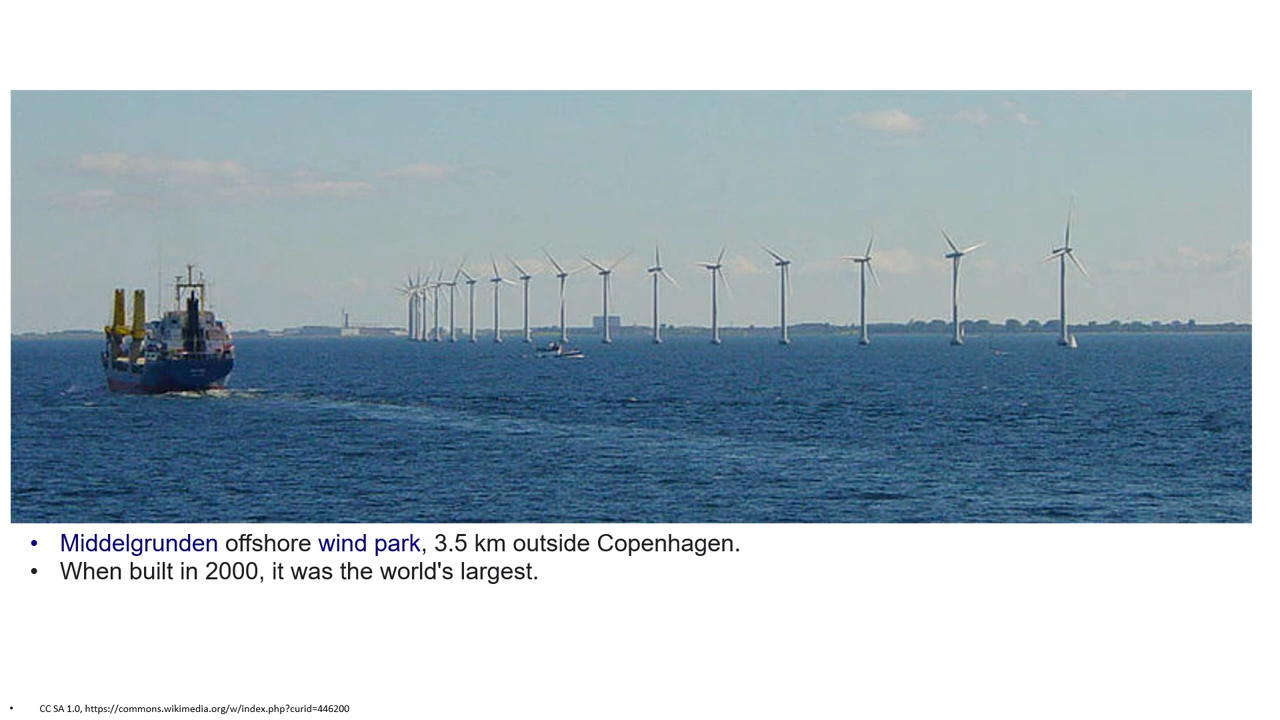 • Middelgrunden offshore wind park, 3.5 km outside Copenhagen.
• When built in 2000, it was the world's largest.
• CC SA 1.0, https://commons.wikimedia.org/w/index.php?curid=446200